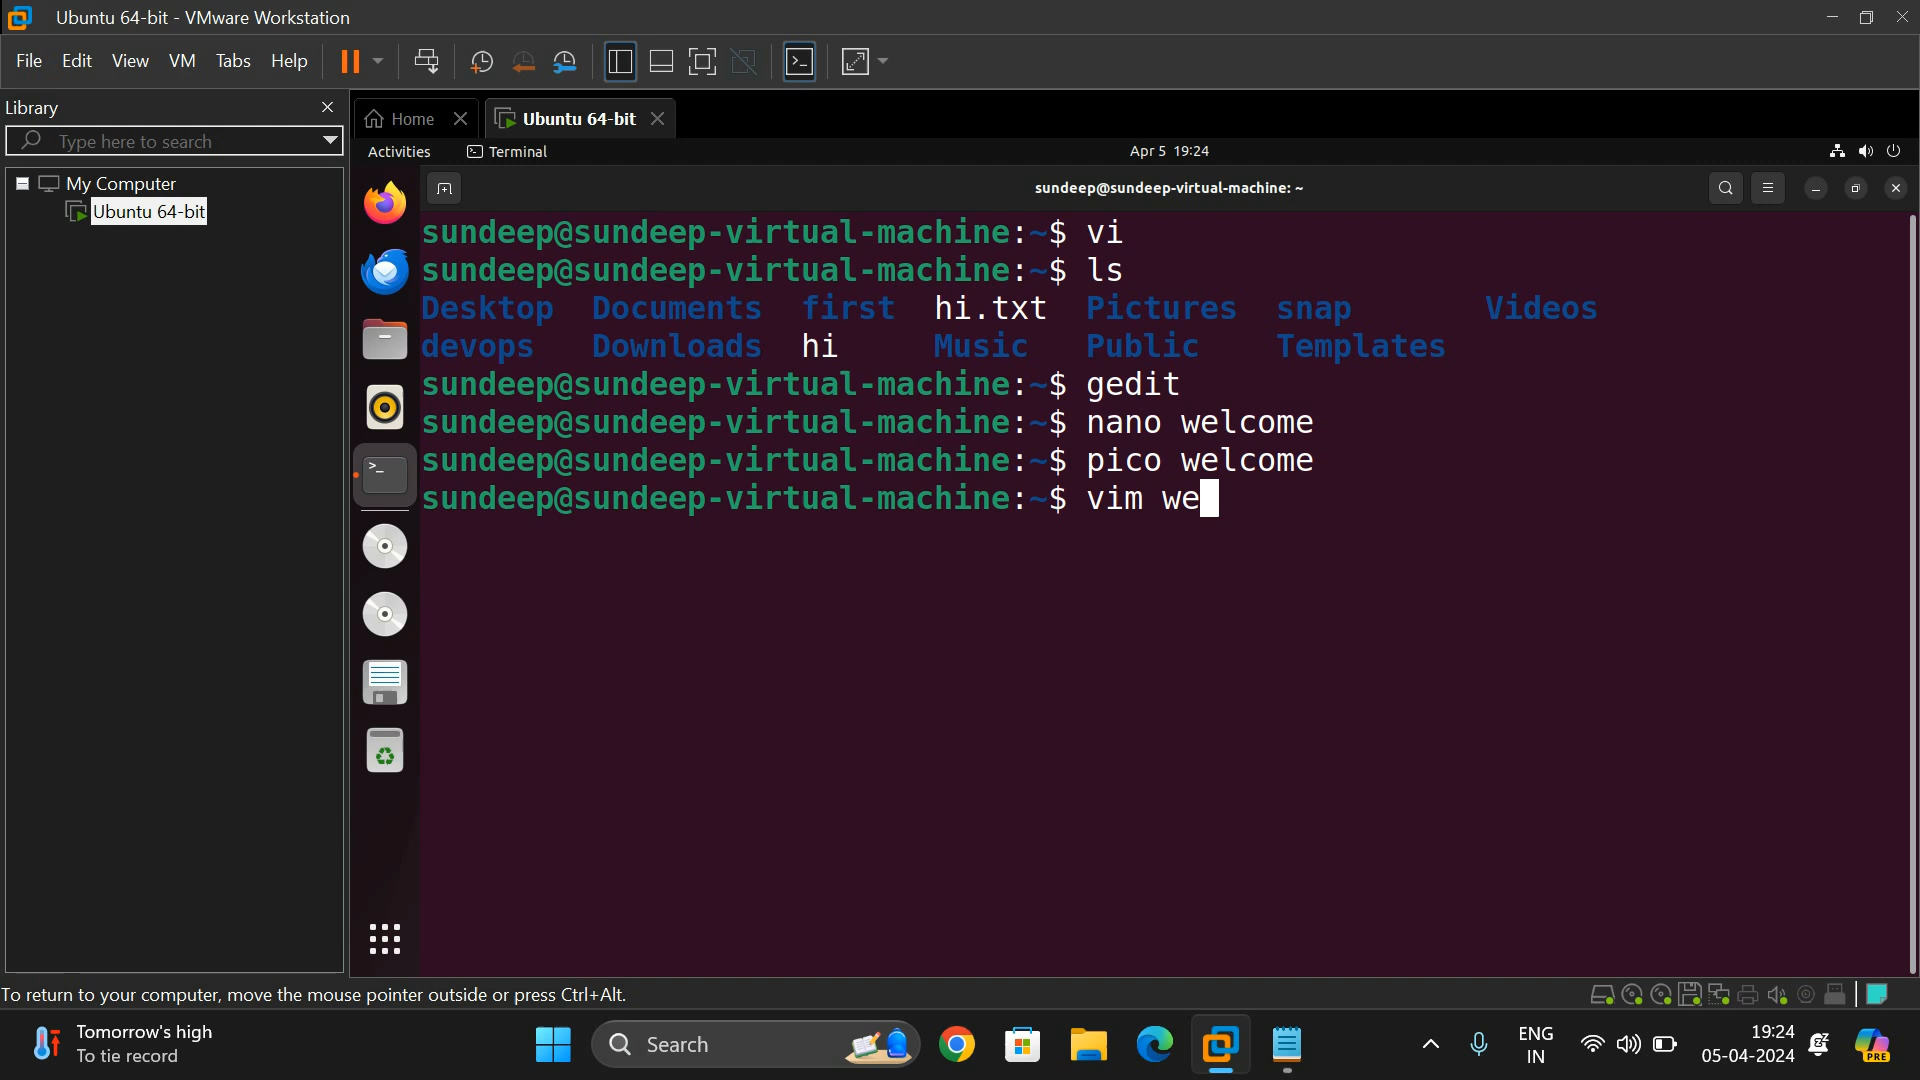 Ubuntu 64-bit - VMware Workstation
File Edit View VM Tabs Help
Library
Type here to search
My Computer
Ubuntu 64-bit
Home
Ubuntu 64-bit
Activities
Terminal
Apr 5 19:24
sundeep@sundeep-virtual-machine: ~
sundeep@sundeep-virtual-machine:~$ vi
sundeep@sundeep-virtual-machine:~$ ls
Desktop Documents first hi.txt Pictures snap Videos
devops Downloads hi Music Public Templates
sundeep@sundeep-virtual-machine:~$ gedit
sundeep@sundeep-virtual-machine:~$ nano welcome
sundeep@sundeep-virtual-machine:~$ pico welcome
sundeep@sundeep-virtual-machine:~$ vim we
To return to your computer, move the mouse pointer outside or press Ctrl+Alt.
Tomorrow's high
To tie record
Search
ENG
IN
19:24
05-04-2024
PRE